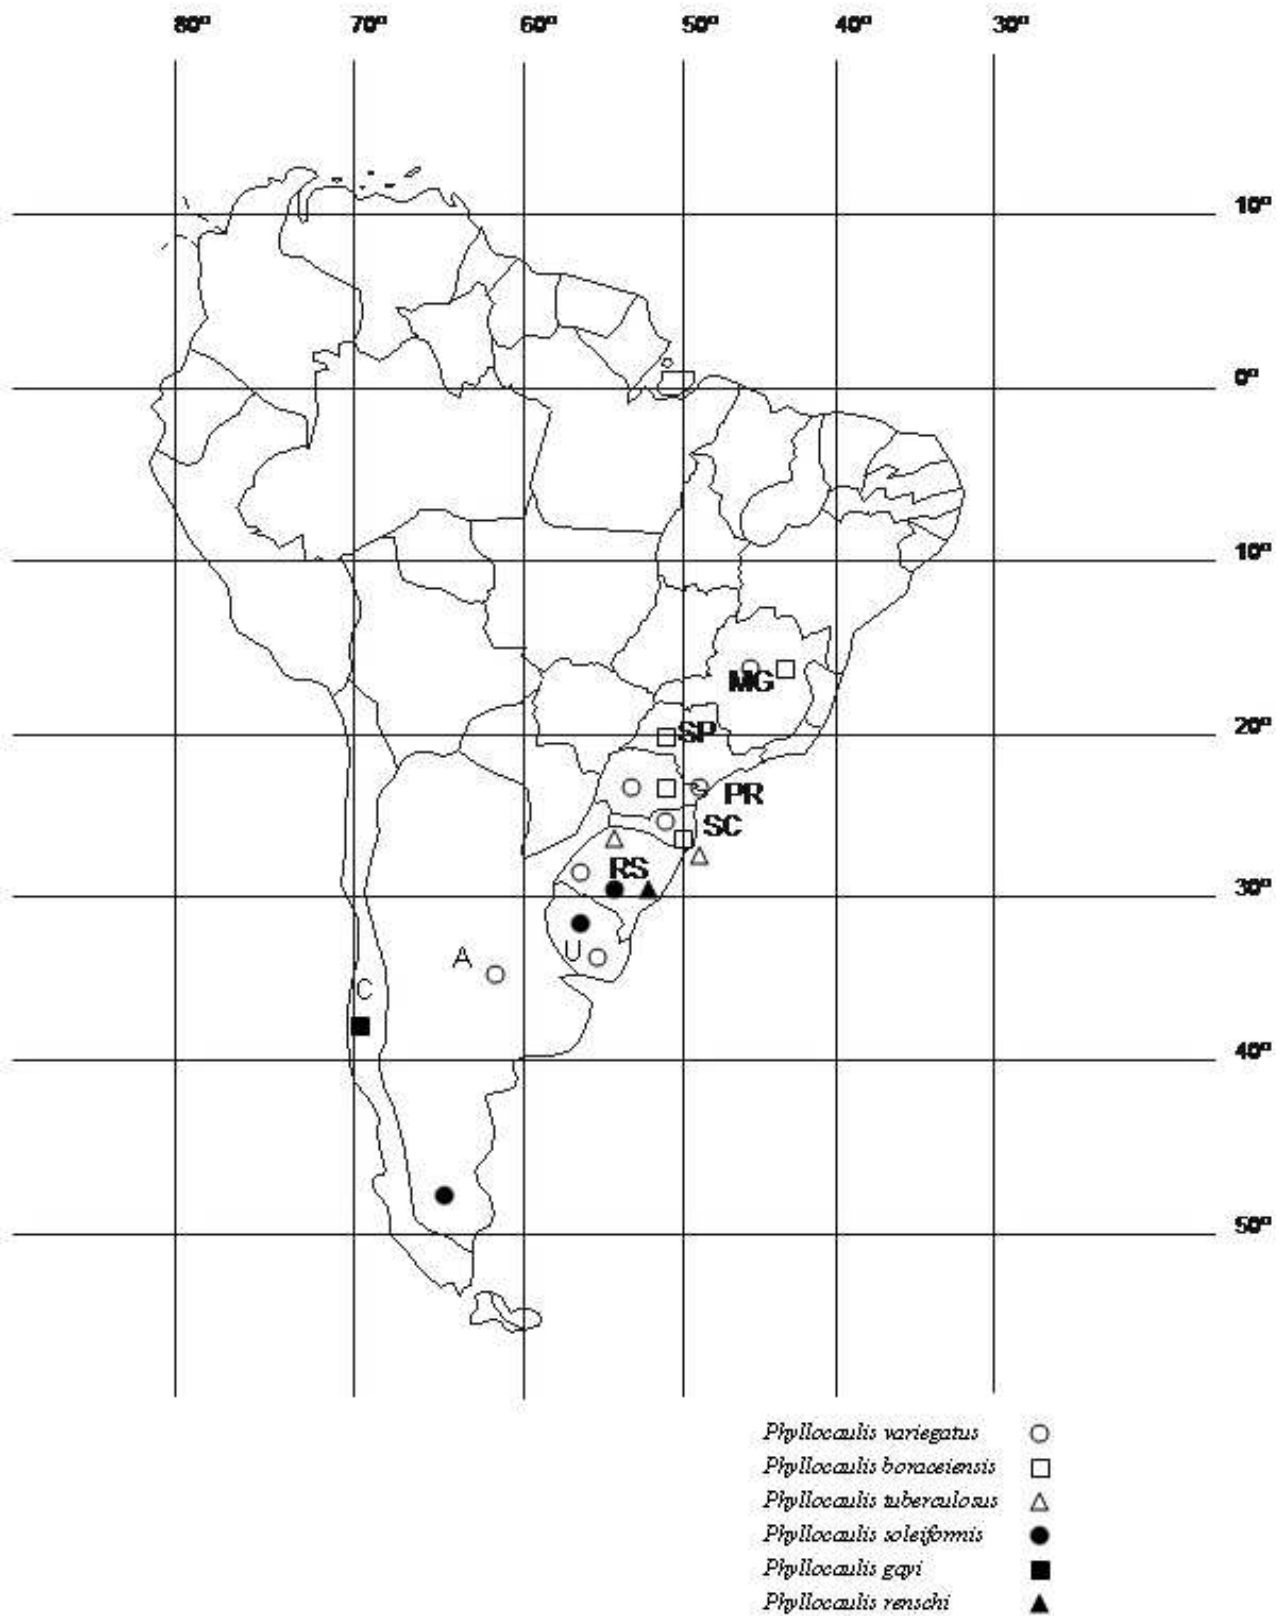 80° 70° 60° 50° 40° 30°
10°
0°
10°
MG
SP
20°
PR
SC
RS
30°
U
A
C
40°
50°
Phyllocaulis variegatus
Phyllocaulis boraceiensis
Phyllocaulis tuberculosus
Phyllocaulis soleiformis
Phyllocaulis gayi
Phyllocaulis renschi